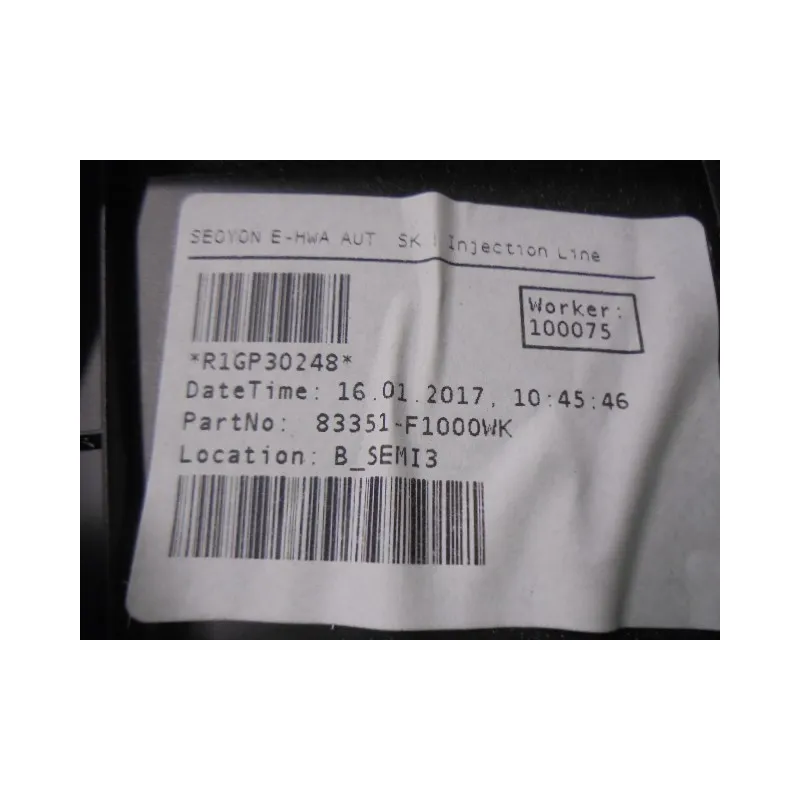 SEOYON E-HWA AUT SK | Injection Line
Worker:
100075
*R1GP30248*
DateTime: 16.01.2017, 10:45:46
PartNo: 83351-F1000WK
Location: B_SEMI3